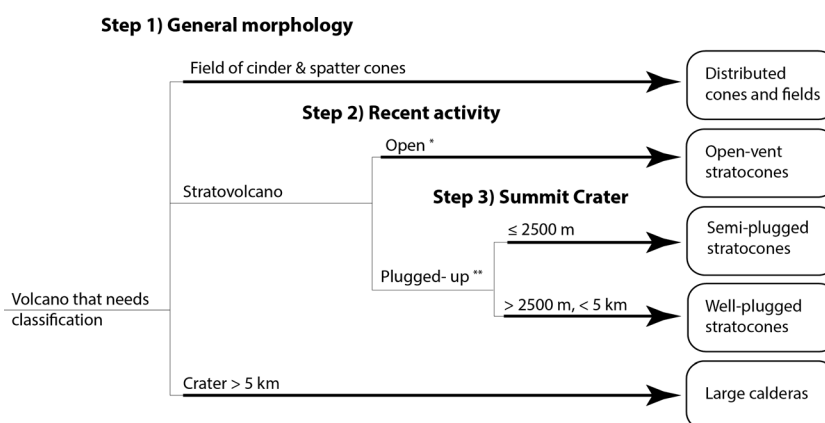 Step 1) General morphology
Field of cinder & spatter cones
Distributed
cones and fields
Step 2) Recent activity
Open *
Open-vent
stratocones
Stratovolcano
Step 3) Summit Crater
≤ 2500 m
Semi-plugged
stratocones
Plugged- up **
> 2500 m, < 5 km
Well-plugged
stratocones
Volcano that needs
classification
Crater > 5 km
Large calderas